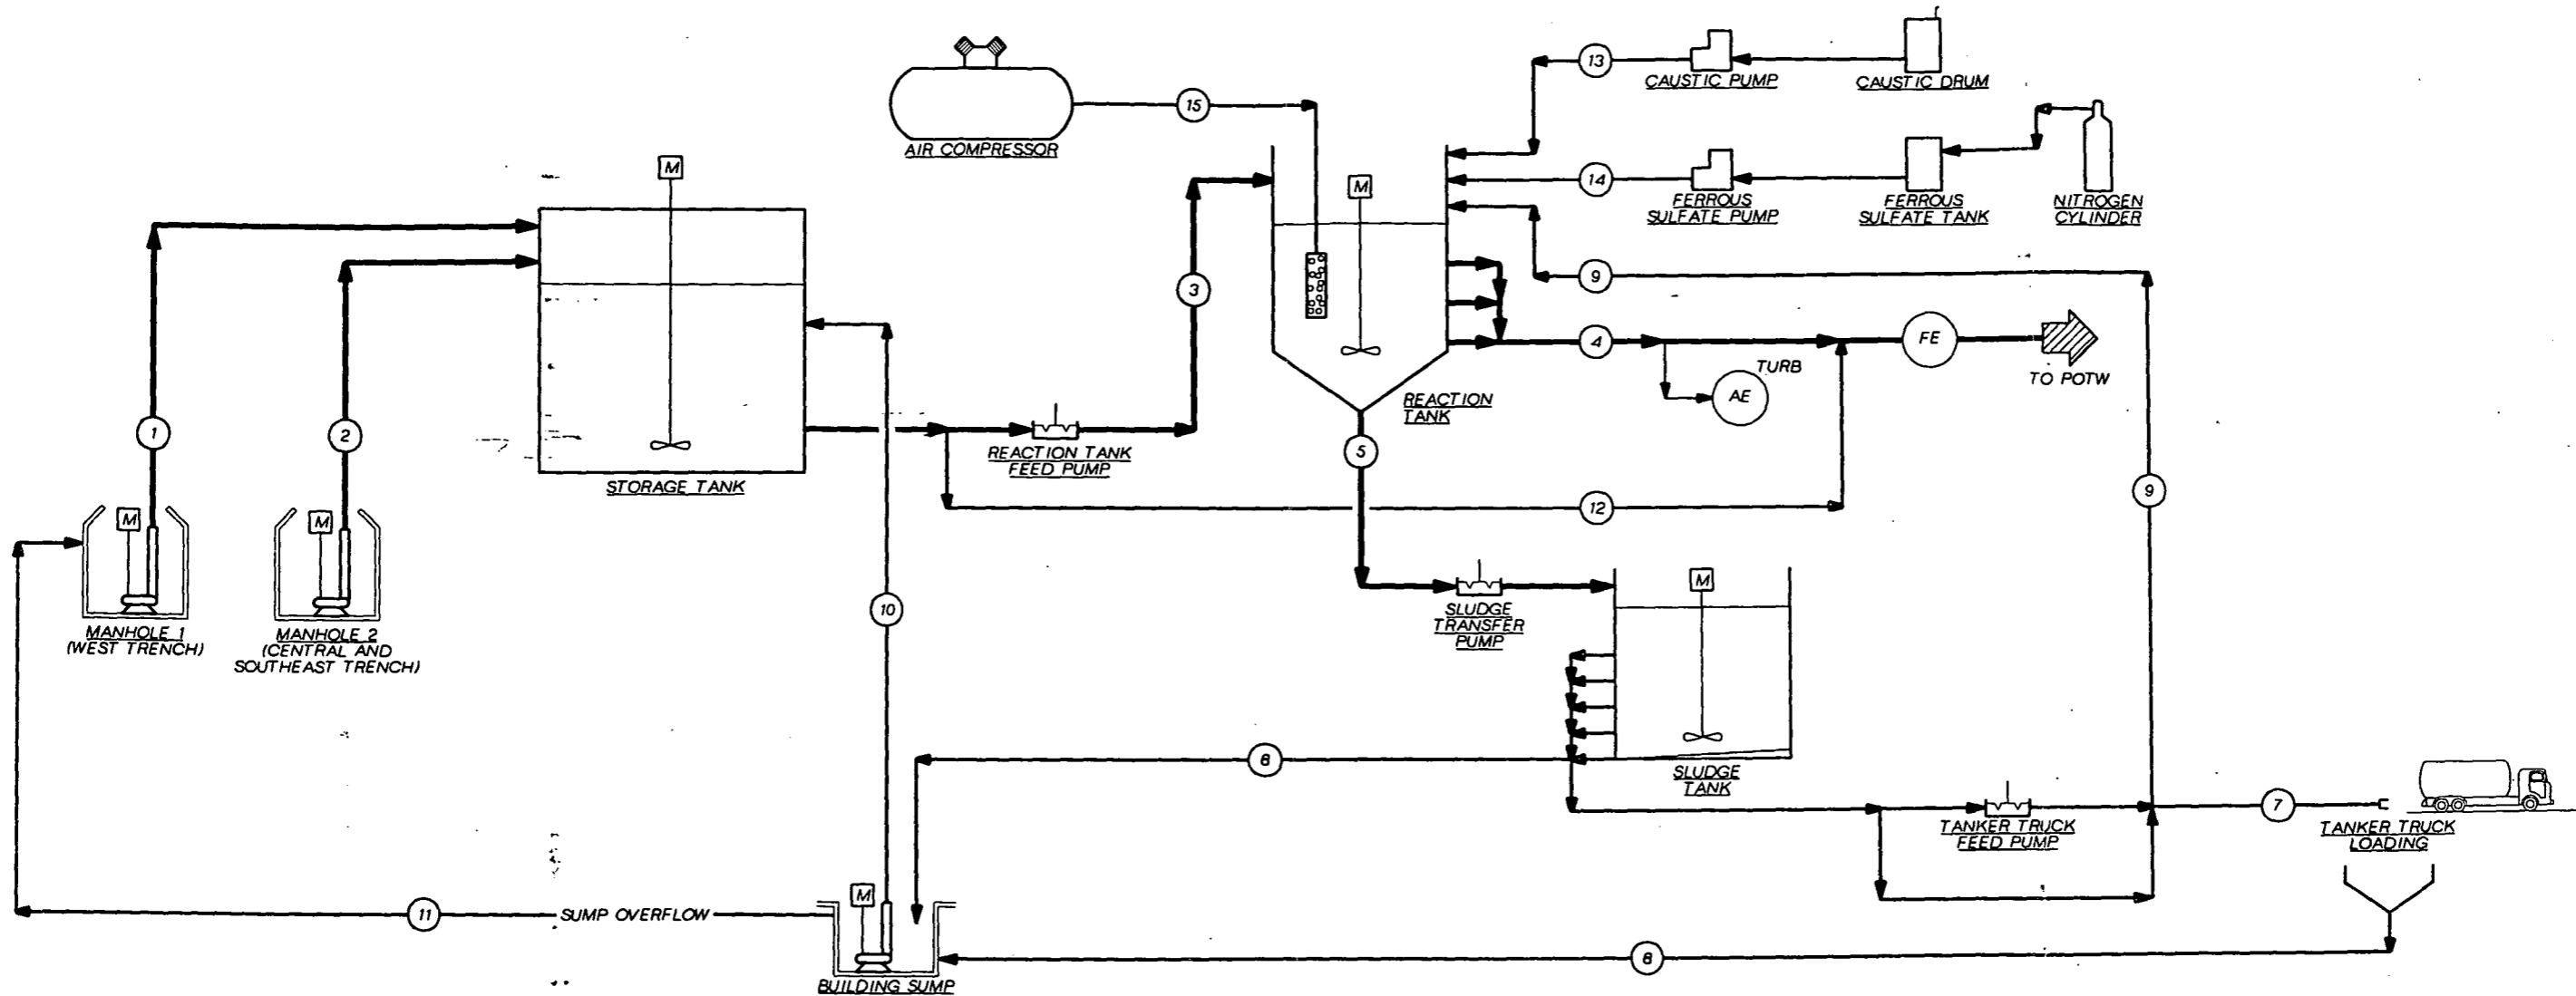 13
CAUSTIC PUMP
CAUSTIC DRUM
15
AIR COMPRESSOR
M
M
14
FERROUS
SULFATE PUMP
FERROUS
SULFATE TANK
NITROGEN
CYLINDER
3
9
4
FE
TO POTW
TURB
AE
REACTION
TANK
1
2
REACTION TANK
FEED PUMP
5
STORAGE TANK
12
9
M
M
MANHOLE 1
(WEST TRENCH)
MANHOLE 2
(CENTRAL AND
SOUTHEAST TRENCH)
10
M
SLUDGE
TRANSFER
PUMP
8
SLUDGE
TANK
7
TANKER TRUCK
FEED PUMP
TANKER TRUCK
LOADING
M
11
SUMP OVERFLOW
8
BUILDING SUMP